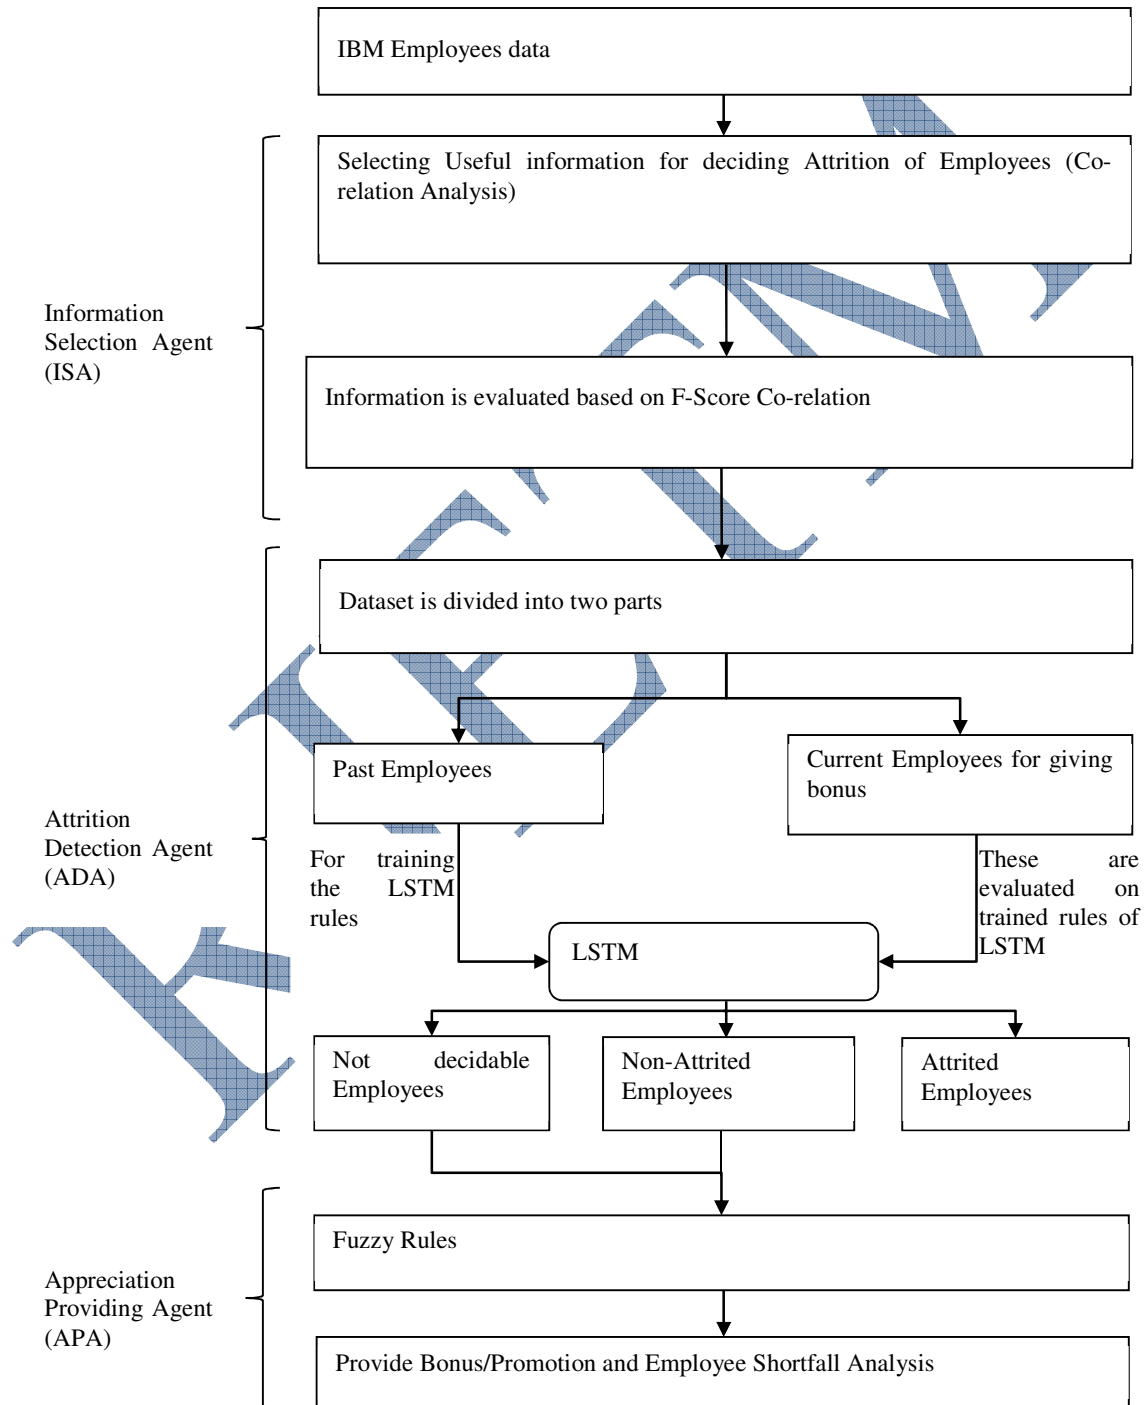 IBM Employees data
Selecting Useful information for deciding Attrition of Employees (Co-
relation Analysis)
Information
Selection Agent
(ISA)
Information is evaluated based on F-Score Co-relation
Dataset is divided into two parts
Past Employees
Current Employees for giving
bonus
Attrition
Detection Agent
(ADA)
For training
the LSTM
rules
These are
evaluated on
trained rules of
LSTM
LSTM
Not decidable
Employees
Non-Attrited
Employees
Attrited
Employees
Fuzzy Rules
Appreciation
Providing Agent
(APA)
Provide Bonus/Promotion and Employee Shortfall Analysis